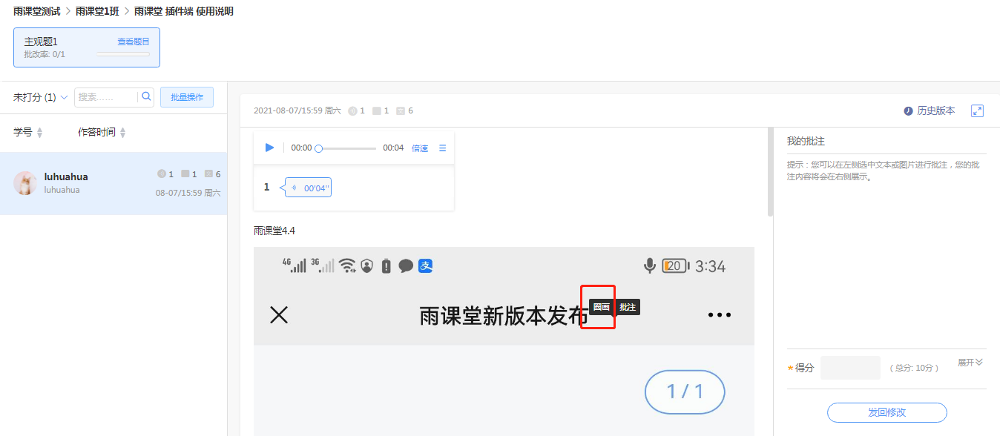 雨课堂测试 > 雨课堂1班 > 雨课堂 插件端 使用说明
主观题1 查看题目
批改率: 0/1
未打分 (1) 搜索...... 批量操作
学号 作答时间
luhuahua 1 1 6
luhuahua 08-07/15:59 周六
2021-08-07/15:59 周六 1 1 6 历史版本
00:00 00:04 倍速
1 00'04"
雨课堂4.4
4G 3G 支 20 3:34
雨课堂新版本发布 圈画 批注
1 / 1
我的批注
提示：您可以在左侧选中文本或图片进行批注，您的批
注内容将会在右侧展示。
*得分 （总分: 10分） 展开
发回修改